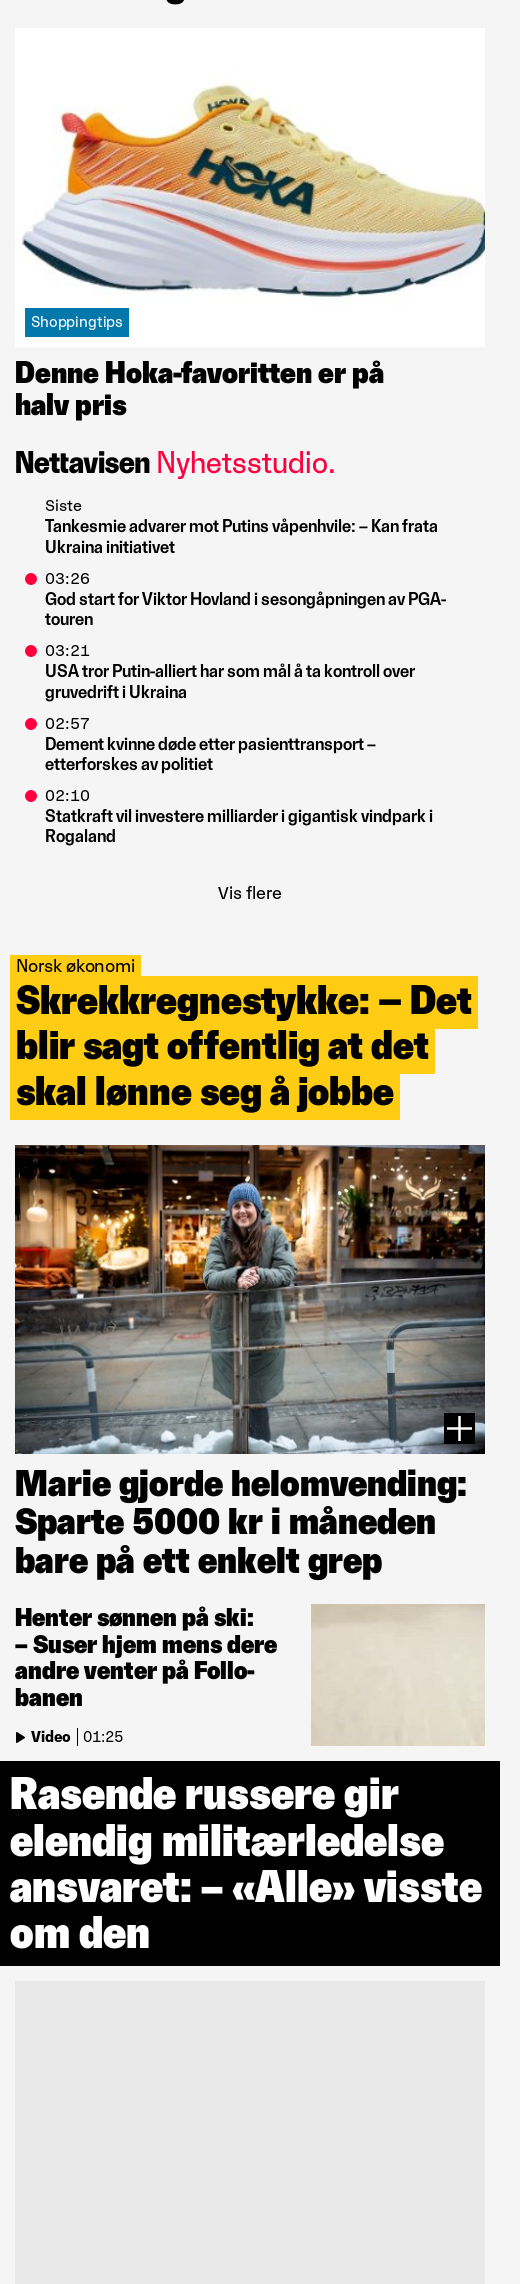 HOKA
HOKA
Shoppingtips
Denne Hoka-favoritten er på
halv pris
Nettavisen Nyhetsstudio.
Siste
Tankesmie advarer mot Putins våpenhvile: – Kan frata
Ukraina initiativet
03:26
God start for Viktor Hovland i sesongåpningen av PGA-
touren
03:21
USA tror Putin-alliert har som mål å ta kontroll over
gruvedrift i Ukraina
02:57
Dement kvinne døde etter pasienttransport –
etterforskes av politiet
02:10
Statkraft vil investere milliarder i gigantisk vindpark i
Rogaland
Vis flere
Norsk økonomi
Skrekkregnestykke: – Det
blir sagt offentlig at det
skal lønne seg å jobbe
Marie gjorde helomvending:
Sparte 5000 kr i måneden
bare på ett enkelt grep
Henter sønnen på ski:
– Suser hjem mens dere
andre venter på Follo-
banen
Video | 01:25
Rasende russere gir
elendig militærledelse
ansvaret: – «Alle» visste
om den